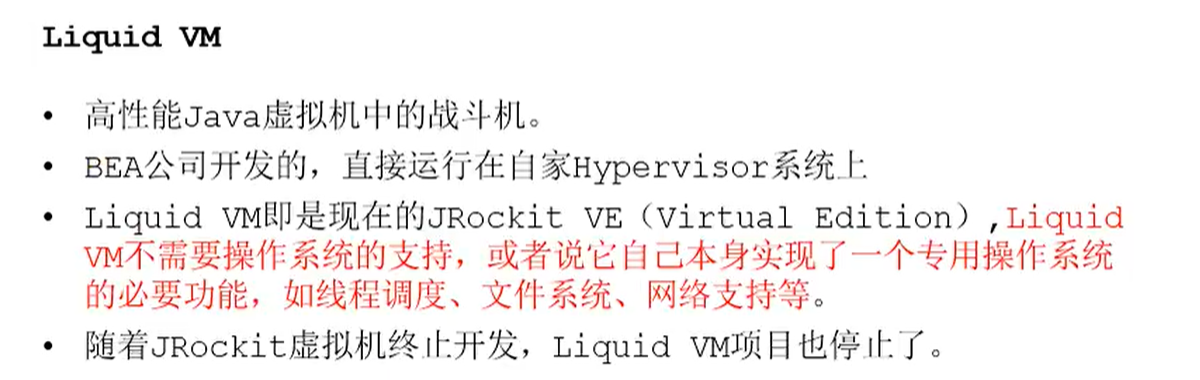 Liquid VM
• 高性能Java虚拟机中的战斗机。
• BEA公司开发的，直接运行在自家Hypervisor系统上
• Liquid VM即是现在的JRockit VE（Virtual Edition）,Liquid
VM不需要操作系统的支持，或者说它自己本身实现了一个专用操作系统
的必要功能，如线程调度、文件系统、网络支持等。
• 随着JRockit虚拟机终止开发，Liquid VM项目也停止了。